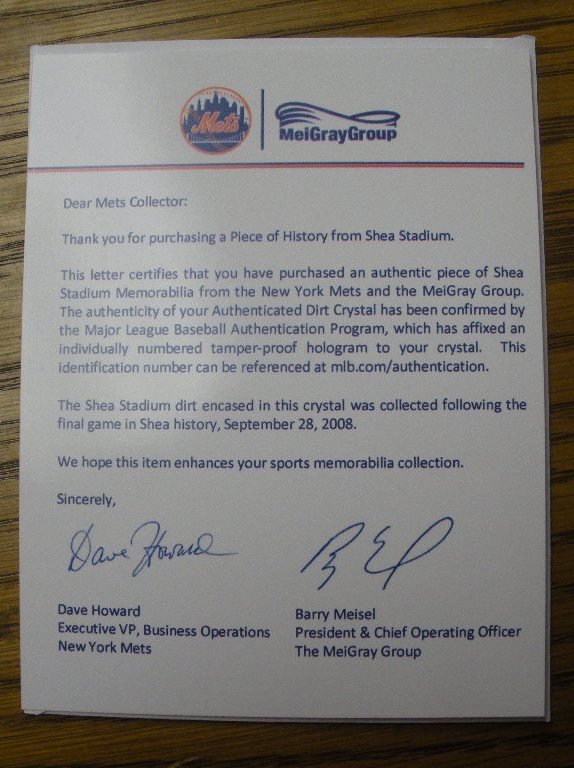 Mets
MeiGrayGroup
Dear Mets Collector:
Thank you for purchasing a Piece of History from Shea Stadium.
This letter certifies that you have purchased an authentic piece of Shea
Stadium Memorabilia from the New York Mets and the MeiGray Group.
The authenticity of your Authenticated Dirt Crystal has been confirmed by
the Major League Baseball Authentication Program, which has affixed an
individually numbered tamper-proof hologram to your crystal. This
identification number can be referenced at mlb.com/authentication.
The Shea Stadium dirt encased in this crystal was collected following the
final game in Shea history, September 28, 2008.
We hope this item enhances your sports memorabilia collection.
Sincerely,
Dave Howard
Dave Howard
Executive VP, Business Operations
New York Mets
Barry Meisel
President & Chief Operating Officer
The MeiGray Group